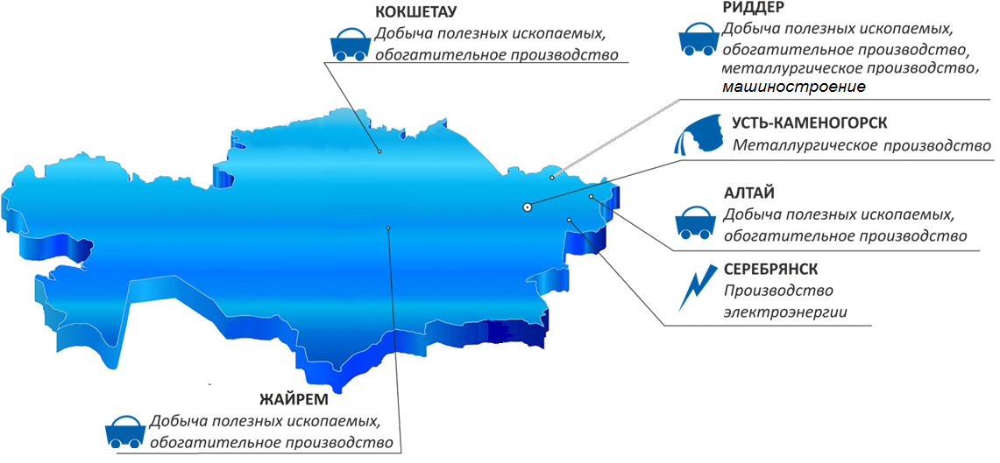 КОКШЕТАУ
Добыча полезных ископаемых,
обогатительное производство
РИДДЕР
Добыча полезных ископаемых,
обогатительное производство,
металлургическое производство,
машиностроение
УСТЬ-КАМЕНОГОРСК
Металлургическое производство
АЛТАЙ
Добыча полезных ископаемых,
обогатительное производство
СЕРЕБРЯНСК
Производство
электроэнергии
ЖАЙРЕМ
Добыча полезных ископаемых,
обогатительное производство